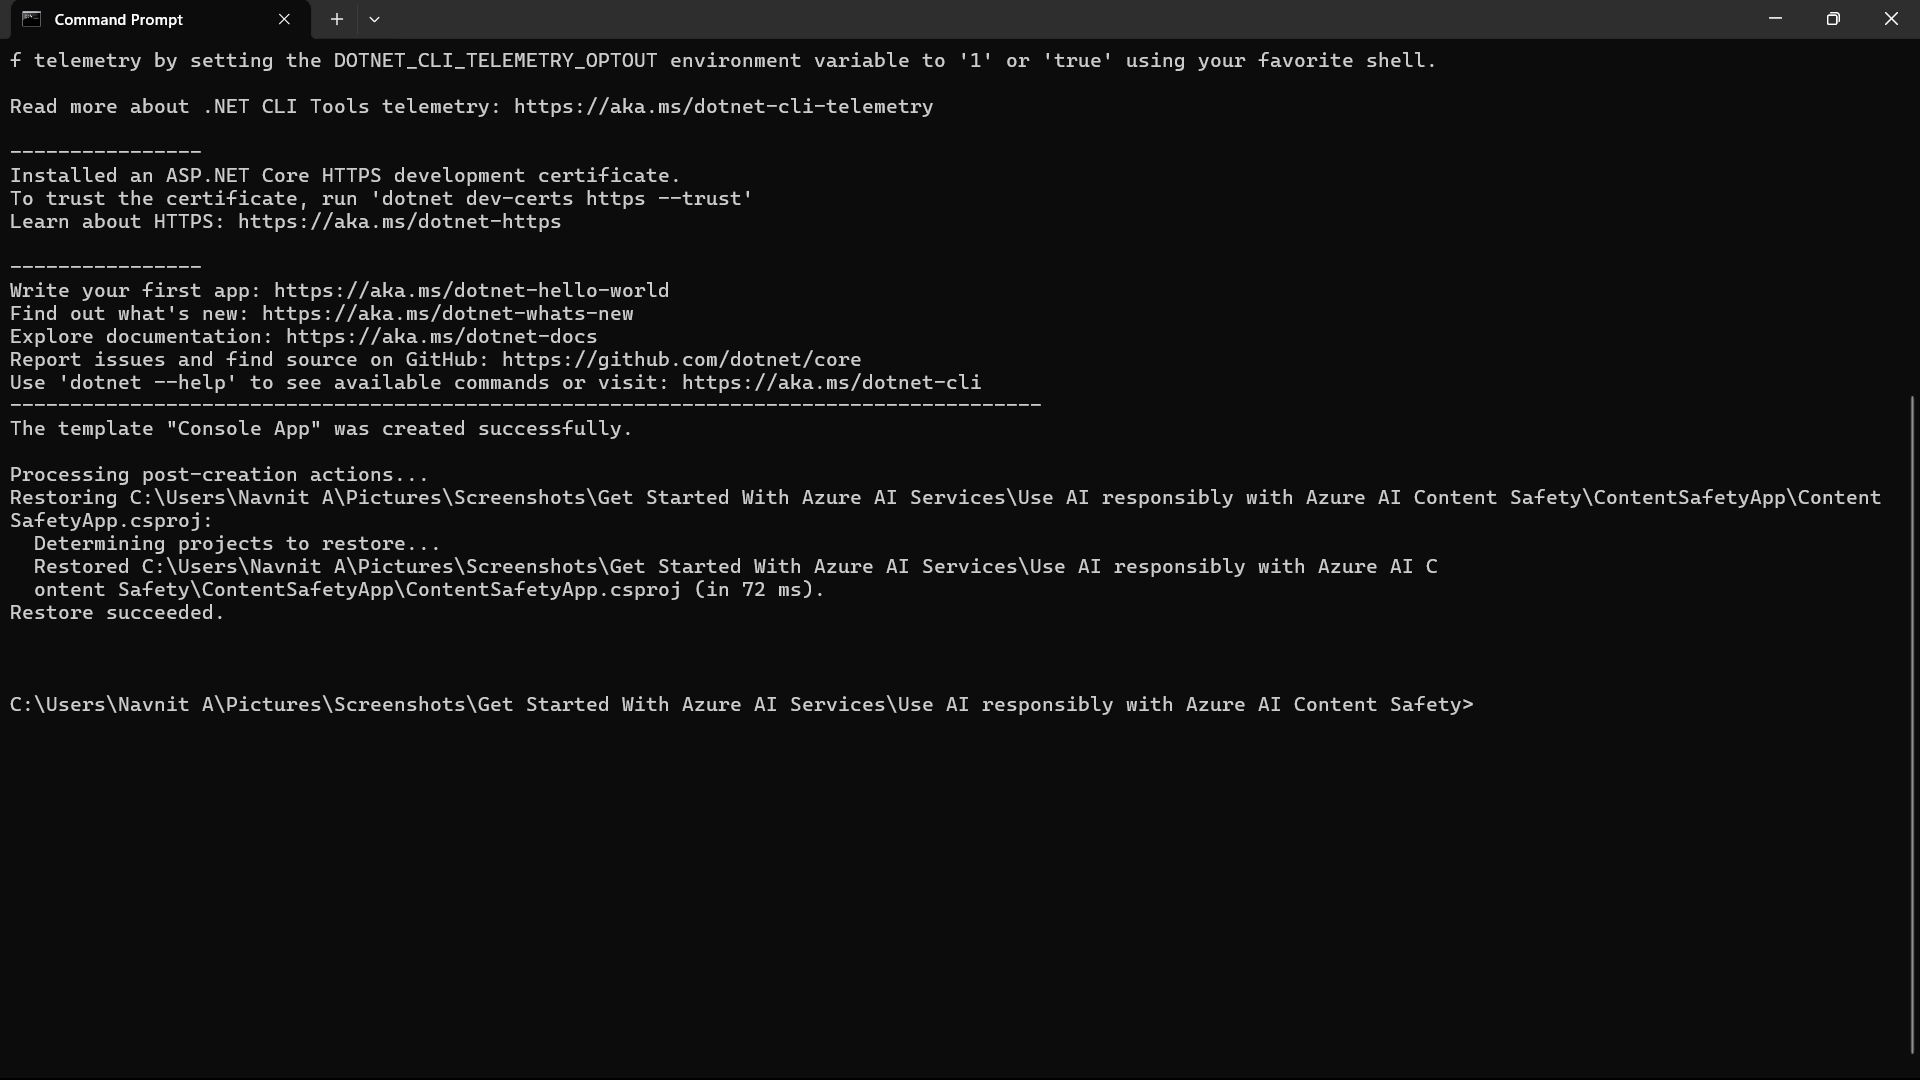 Command Prompt
f telemetry by setting the DOTNET_CLI_TELEMETRY_OPTOUT environment variable to '1' or 'true' using your favorite shell.
Read more about .NET CLI Tools telemetry: https://aka.ms/dotnet-cli-telemetry
----------------
Installed an ASP.NET Core HTTPS development certificate.
To trust the certificate, run 'dotnet dev-certs https --trust'
Learn about HTTPS: https://aka.ms/dotnet-https
----------------
Write your first app: https://aka.ms/dotnet-hello-world
Find out what's new: https://aka.ms/dotnet-whats-new
Explore documentation: https://aka.ms/dotnet-docs
Report issues and find source on GitHub: https://github.com/dotnet/core
Use 'dotnet --help' to see available commands or visit: https://aka.ms/dotnet-cli
--------------------------------------------------------------------------------------
The template "Console App" was created successfully.
Processing post-creation actions...
Restoring C:\Users\Navnit A\Pictures\Screenshots\Get Started With Azure AI Services\Use AI responsibly with Azure AI Content Safety\ContentSafetyApp\Content
SafetyApp.csproj:
  Determining projects to restore...
  Restored C:\Users\Navnit A\Pictures\Screenshots\Get Started With Azure AI Services\Use AI responsibly with Azure AI C
  ontent Safety\ContentSafetyApp\ContentSafetyApp.csproj (in 72 ms).
Restore succeeded.
C:\Users\Navnit A\Pictures\Screenshots\Get Started With Azure AI Services\Use AI responsibly with Azure AI Content Safety>